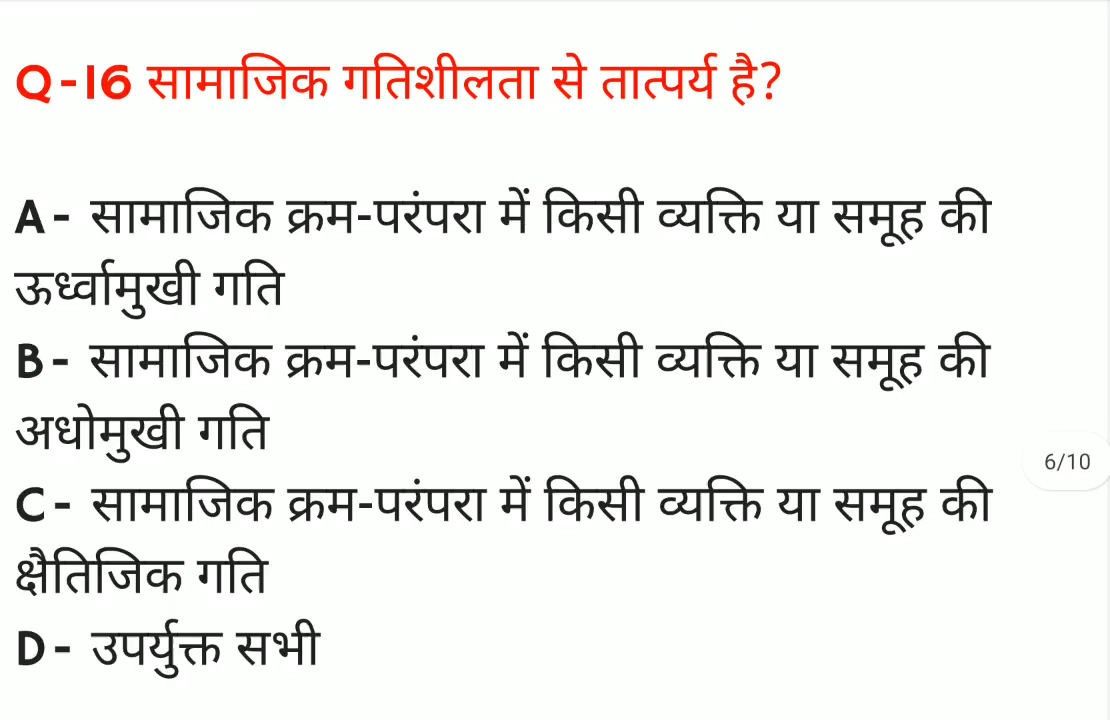 Q-16 सामाजिक गतिशीलता से तात्पर्य है?
A- सामाजिक क्रम-परंपरा में किसी व्यक्ति या समूह की
ऊर्ध्वामुखी गति
B- सामाजिक क्रम-परंपरा में किसी व्यक्ति या समूह की
अधोमुखी गति
6/10
C- सामाजिक क्रम-परंपरा में किसी व्यक्ति या समूह की
क्षैतिजिक गति
D- उपर्युक्त सभी